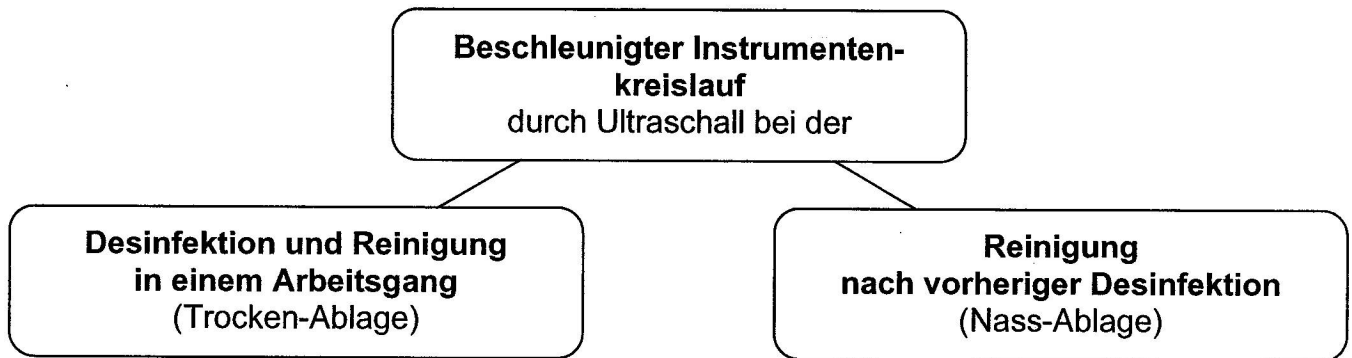 Beschleunigter Instrumenten-
kreislauf
durch Ultraschall bei der
Desinfektion und Reinigung
in einem Arbeitsgang
(Trocken-Ablage)
Reinigung
nach vorheriger Desinfektion
(Nass-Ablage)